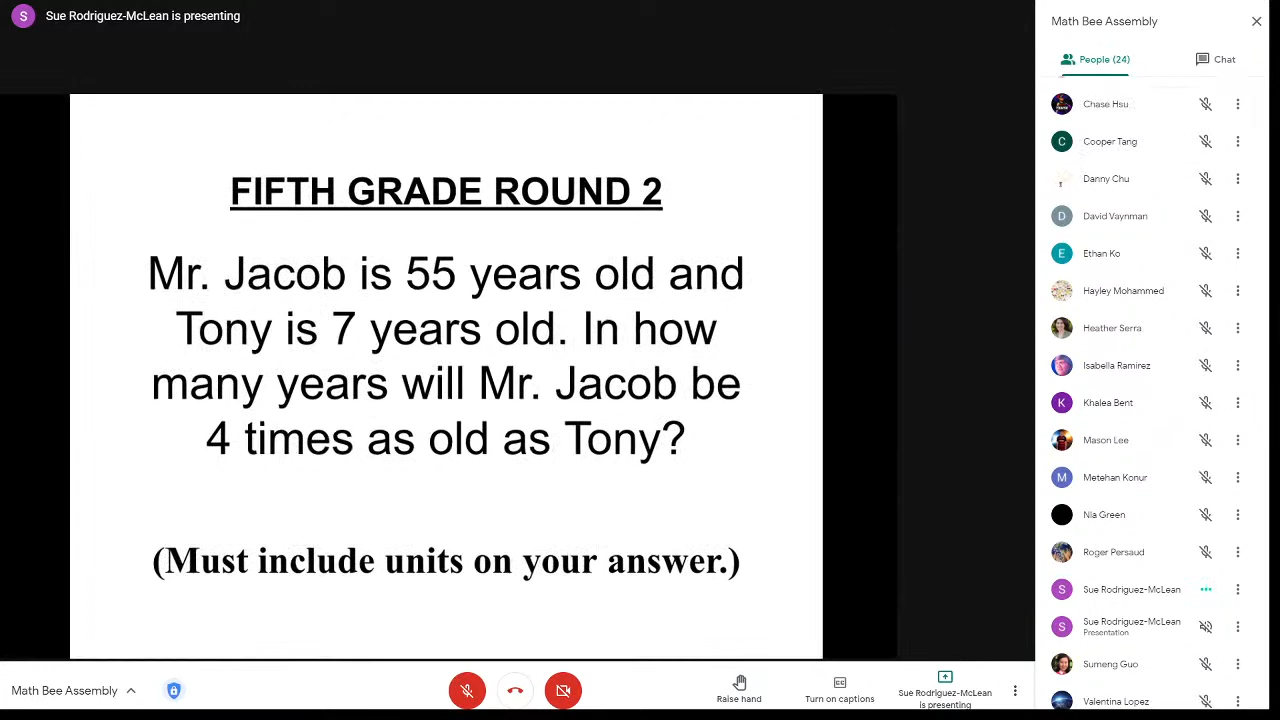 S
Sue Rodriguez-McLean is presenting
FIFTH GRADE ROUND 2
Mr. Jacob is 55 years old and
Tony is 7 years old. In how
many years will Mr. Jacob be
4 times as old as Tony?
(Must include units on your answer.)
Math Bee Assembly
People (24)
Chat
Chase Hsu
C
Cooper Tang
Danny Chu
D
David Vaynman
E
Ethan Ko
Hayley Mohammed
Heather Serra
Isabella Ramirez
K
Khalea Bent
Mason Lee
M
Metehan Konur
Nia Green
Roger Persaud
S
Sue Rodriguez-McLean
S
Sue Rodriguez-McLean
Presentation
Sumeng Guo
Valentina Lopez
Math Bee Assembly
Raise hand
Turn on captions
Sue Rodriguez-McLean
is presenting